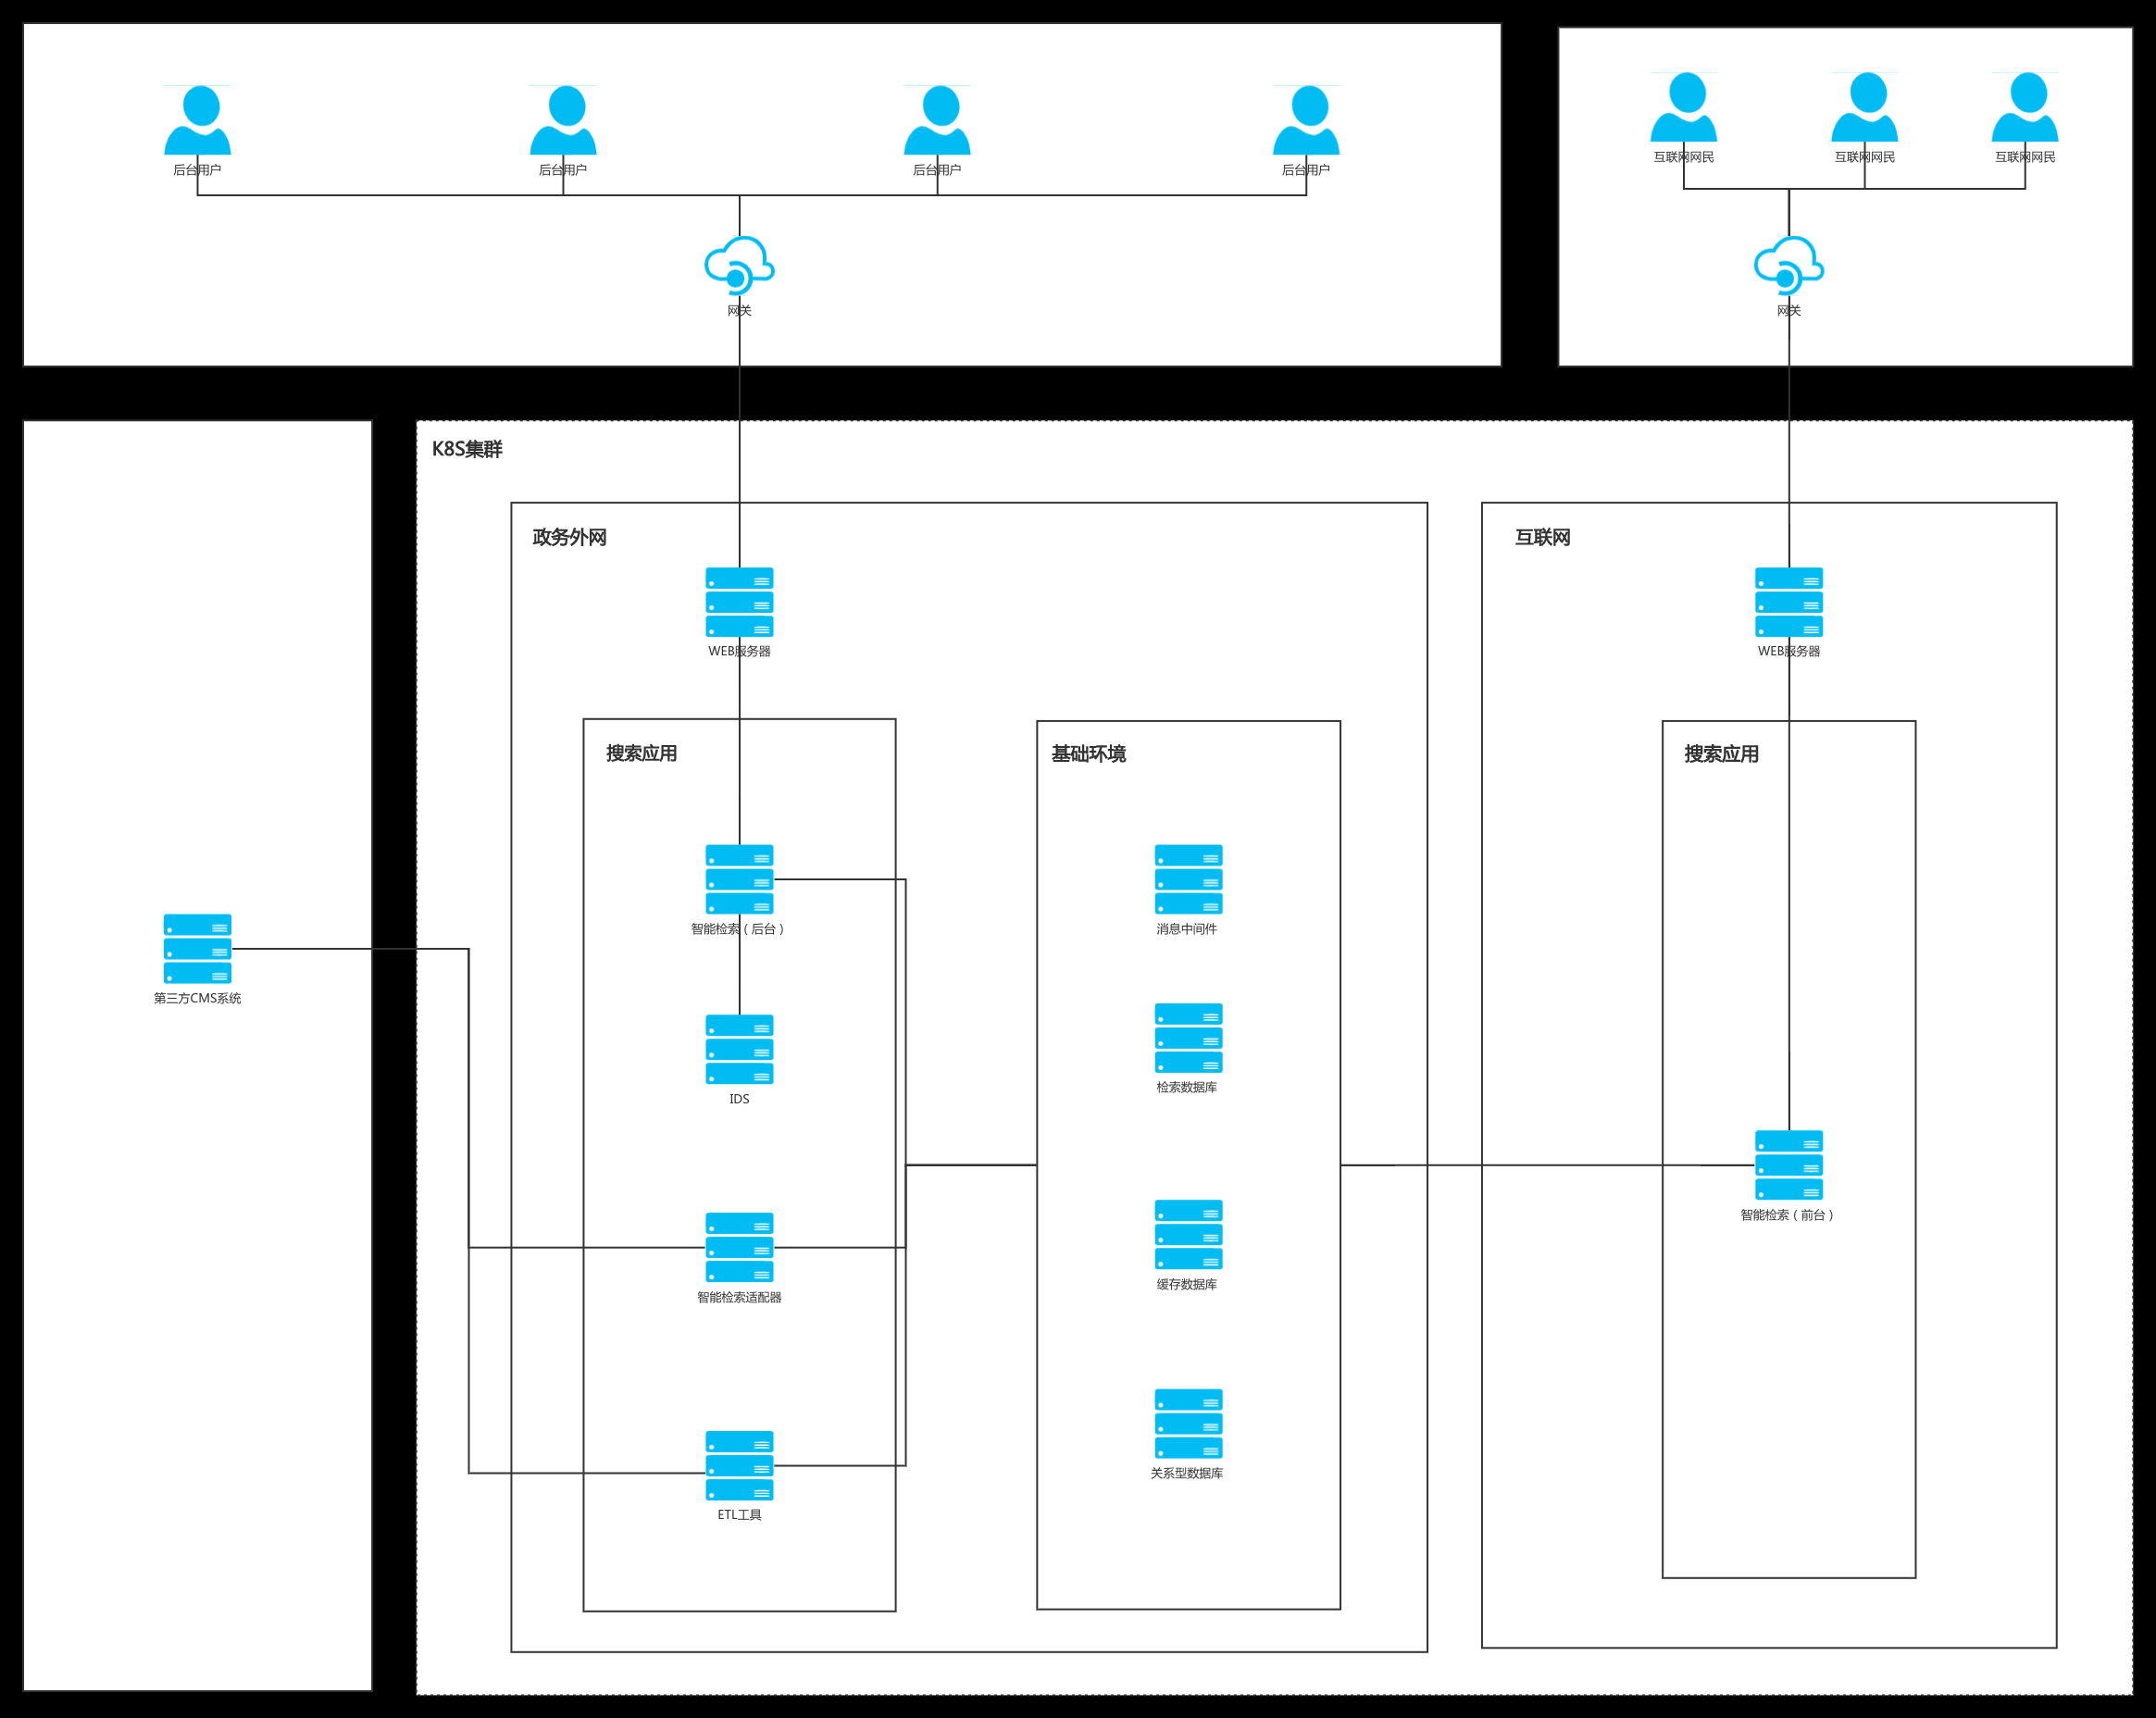 后台用户
后台用户
后台用户
后台用户
互联网网民
互联网网民
互联网网民
网关
网关
K8S集群
政务外网
互联网
WEB服务器
WEB服务器
搜索应用
基础环境
搜索应用
智能检索（后台）
消息中间件
第三方CMS系统
检索数据库
IDS
智能检索（前台）
缓存数据库
智能检索适配器
关系型数据库
ETL工具